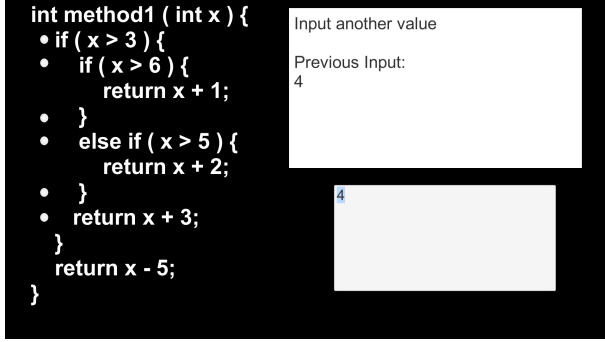 int method1 ( int x ) {
• if ( x > 3 ) {
• if ( x > 6 ) {
return x + 1;
• }
• else if ( x > 5 ) {
return x + 2;
• }
• return x + 3;
}
return x - 5;
}
Input another value
Previous Input:
4
4